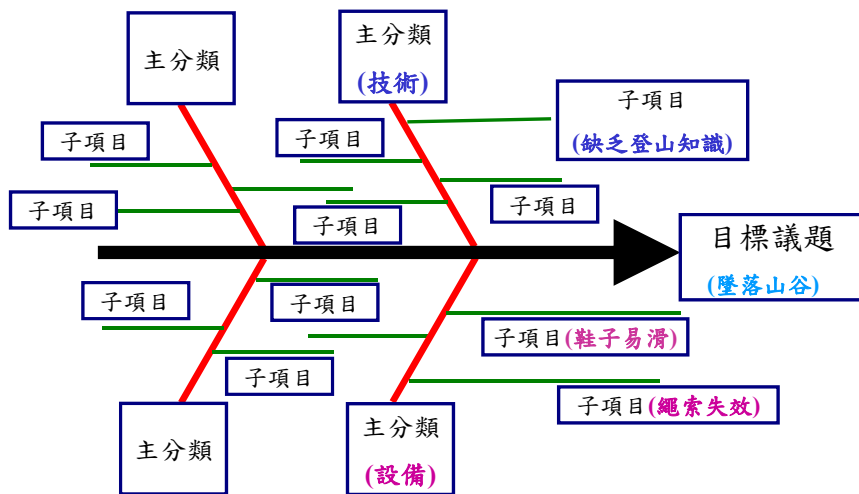 主分類
主分類
(技術)
子項目
(缺乏登山知識)
子項目
子項目
子項目
子項目
子項目
目標議題
(墜落山谷)
子項目
子項目
子項目(鞋子易滑)
子項目
子項目(繩索失效)
主分類
主分類
(設備)